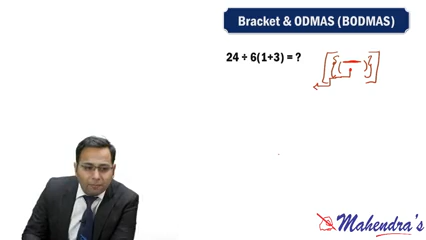 Bracket & ODMAS (BODMAS)
24 ÷ 6(1+3) = ?
[{(‾)}]
Mahendra's